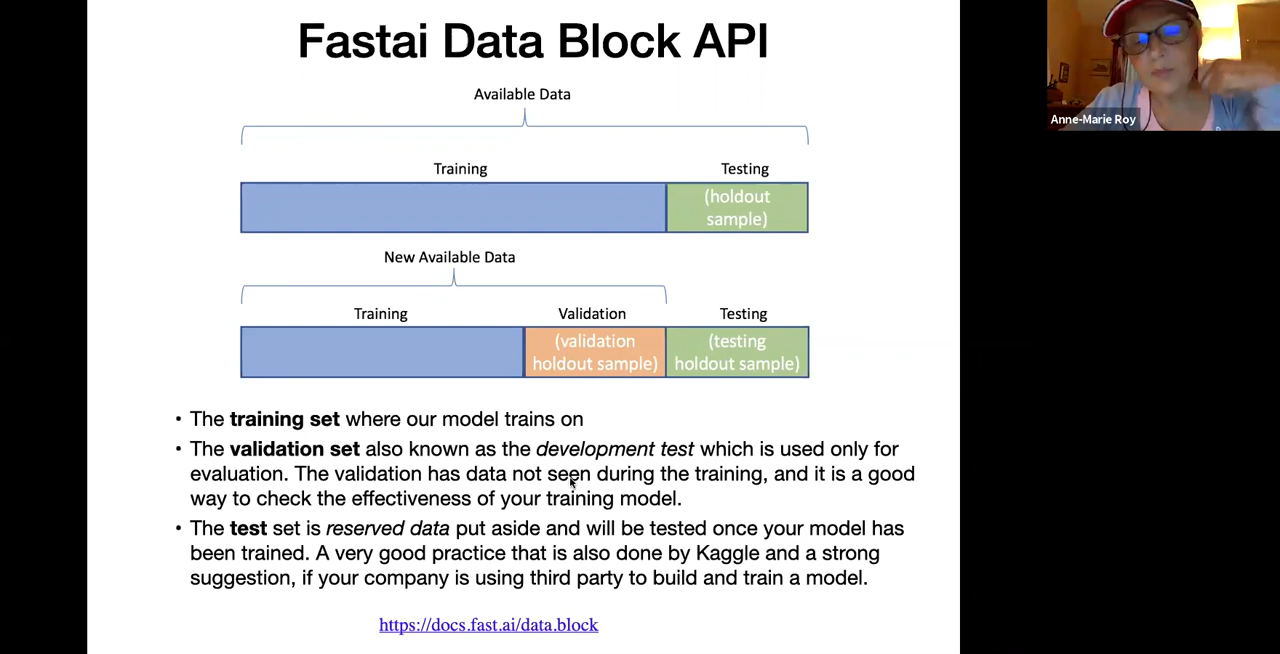 Fastai Data Block API
Available Data
Training
Testing
(holdout
sample)
New Available Data
Training
Validation
Testing
(validation
holdout sample)
(testing
holdout sample)
• The training set where our model trains on
• The validation set also known as the development test which is used only for
evaluation. The validation has data not seen during the training, and it is a good
way to check the effectiveness of your training model.
• The test set is reserved data put aside and will be tested once your model has
been trained. A very good practice that is also done by Kaggle and a strong
suggestion, if your company is using third party to build and train a model.
https://docs.fast.ai/data.block
Anne-Marie Roy